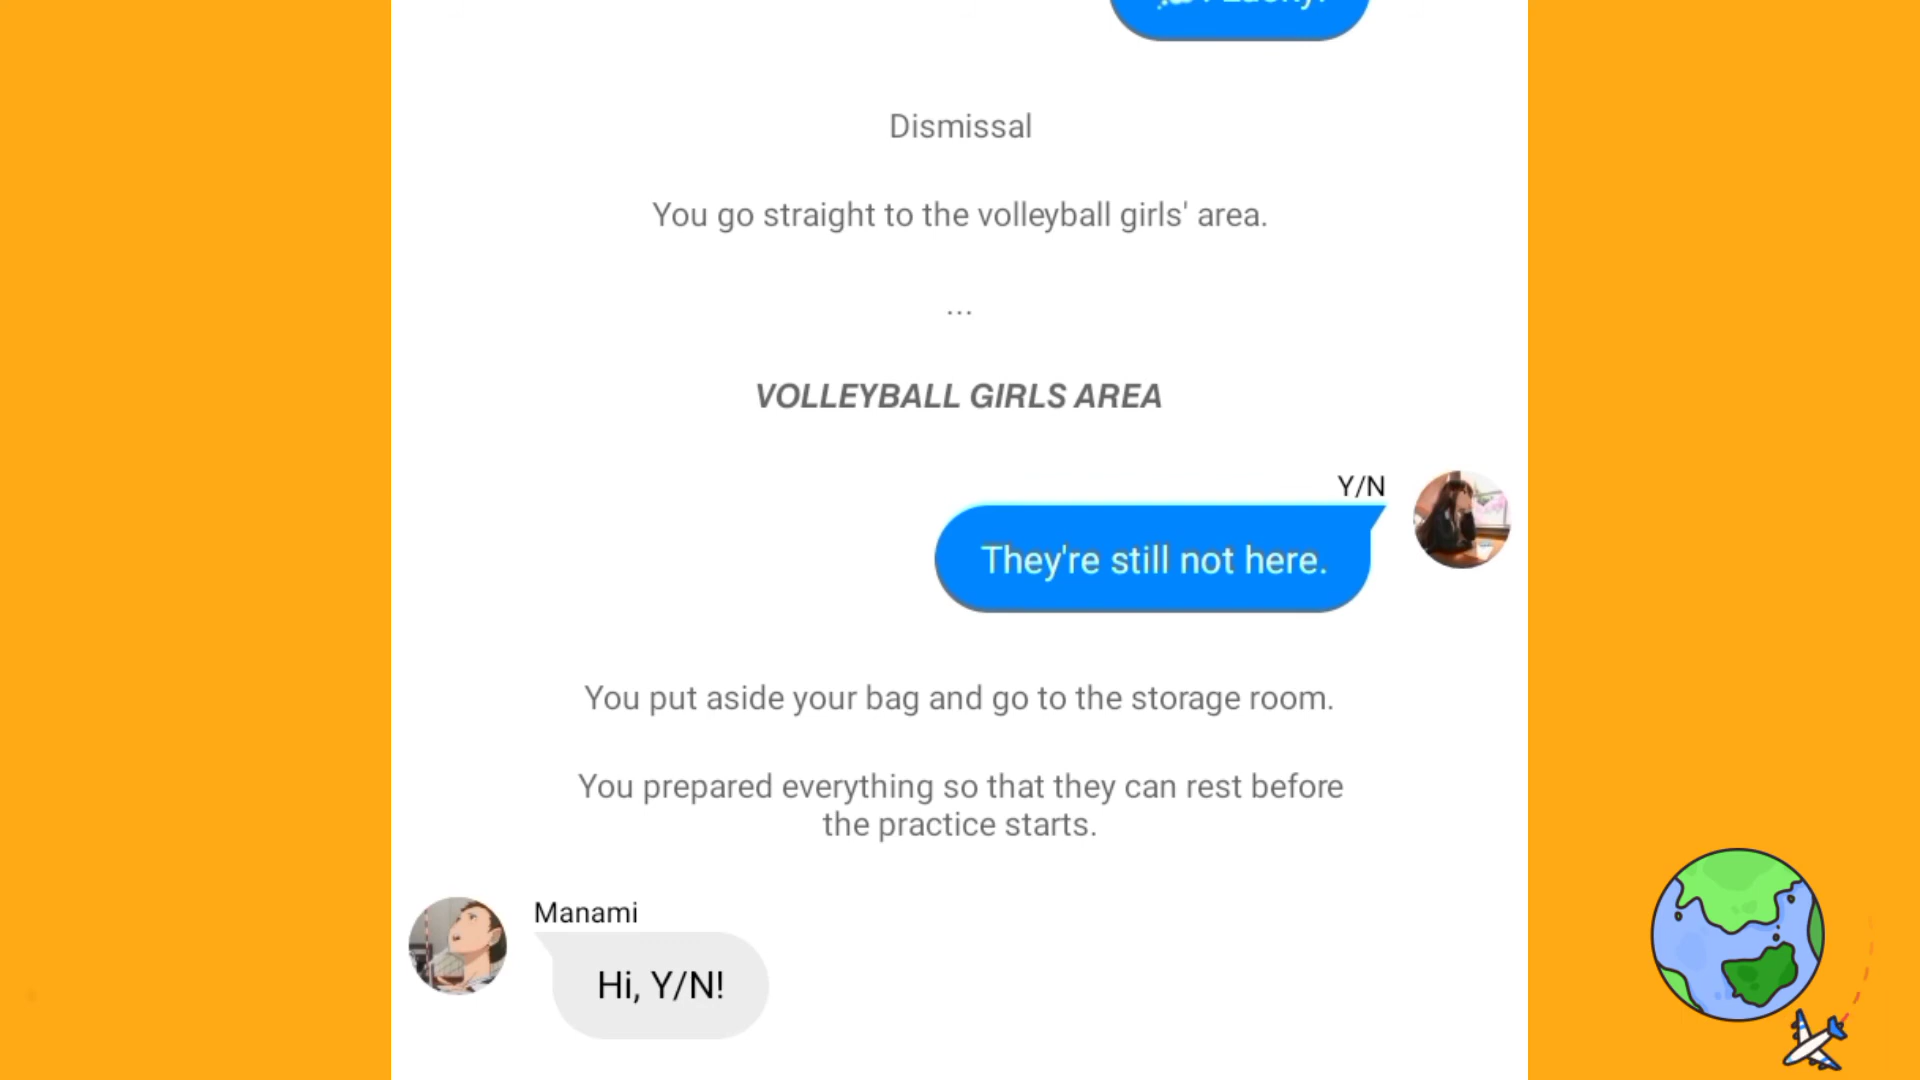 Dismissal
You go straight to the volleyball girls' area.
...
VOLLEYBALL GIRLS AREA
Y/N
They're still not here.
You put aside your bag and go to the storage room.
You prepared everything so that they can rest before
the practice starts.
Manami
Hi, Y/N!